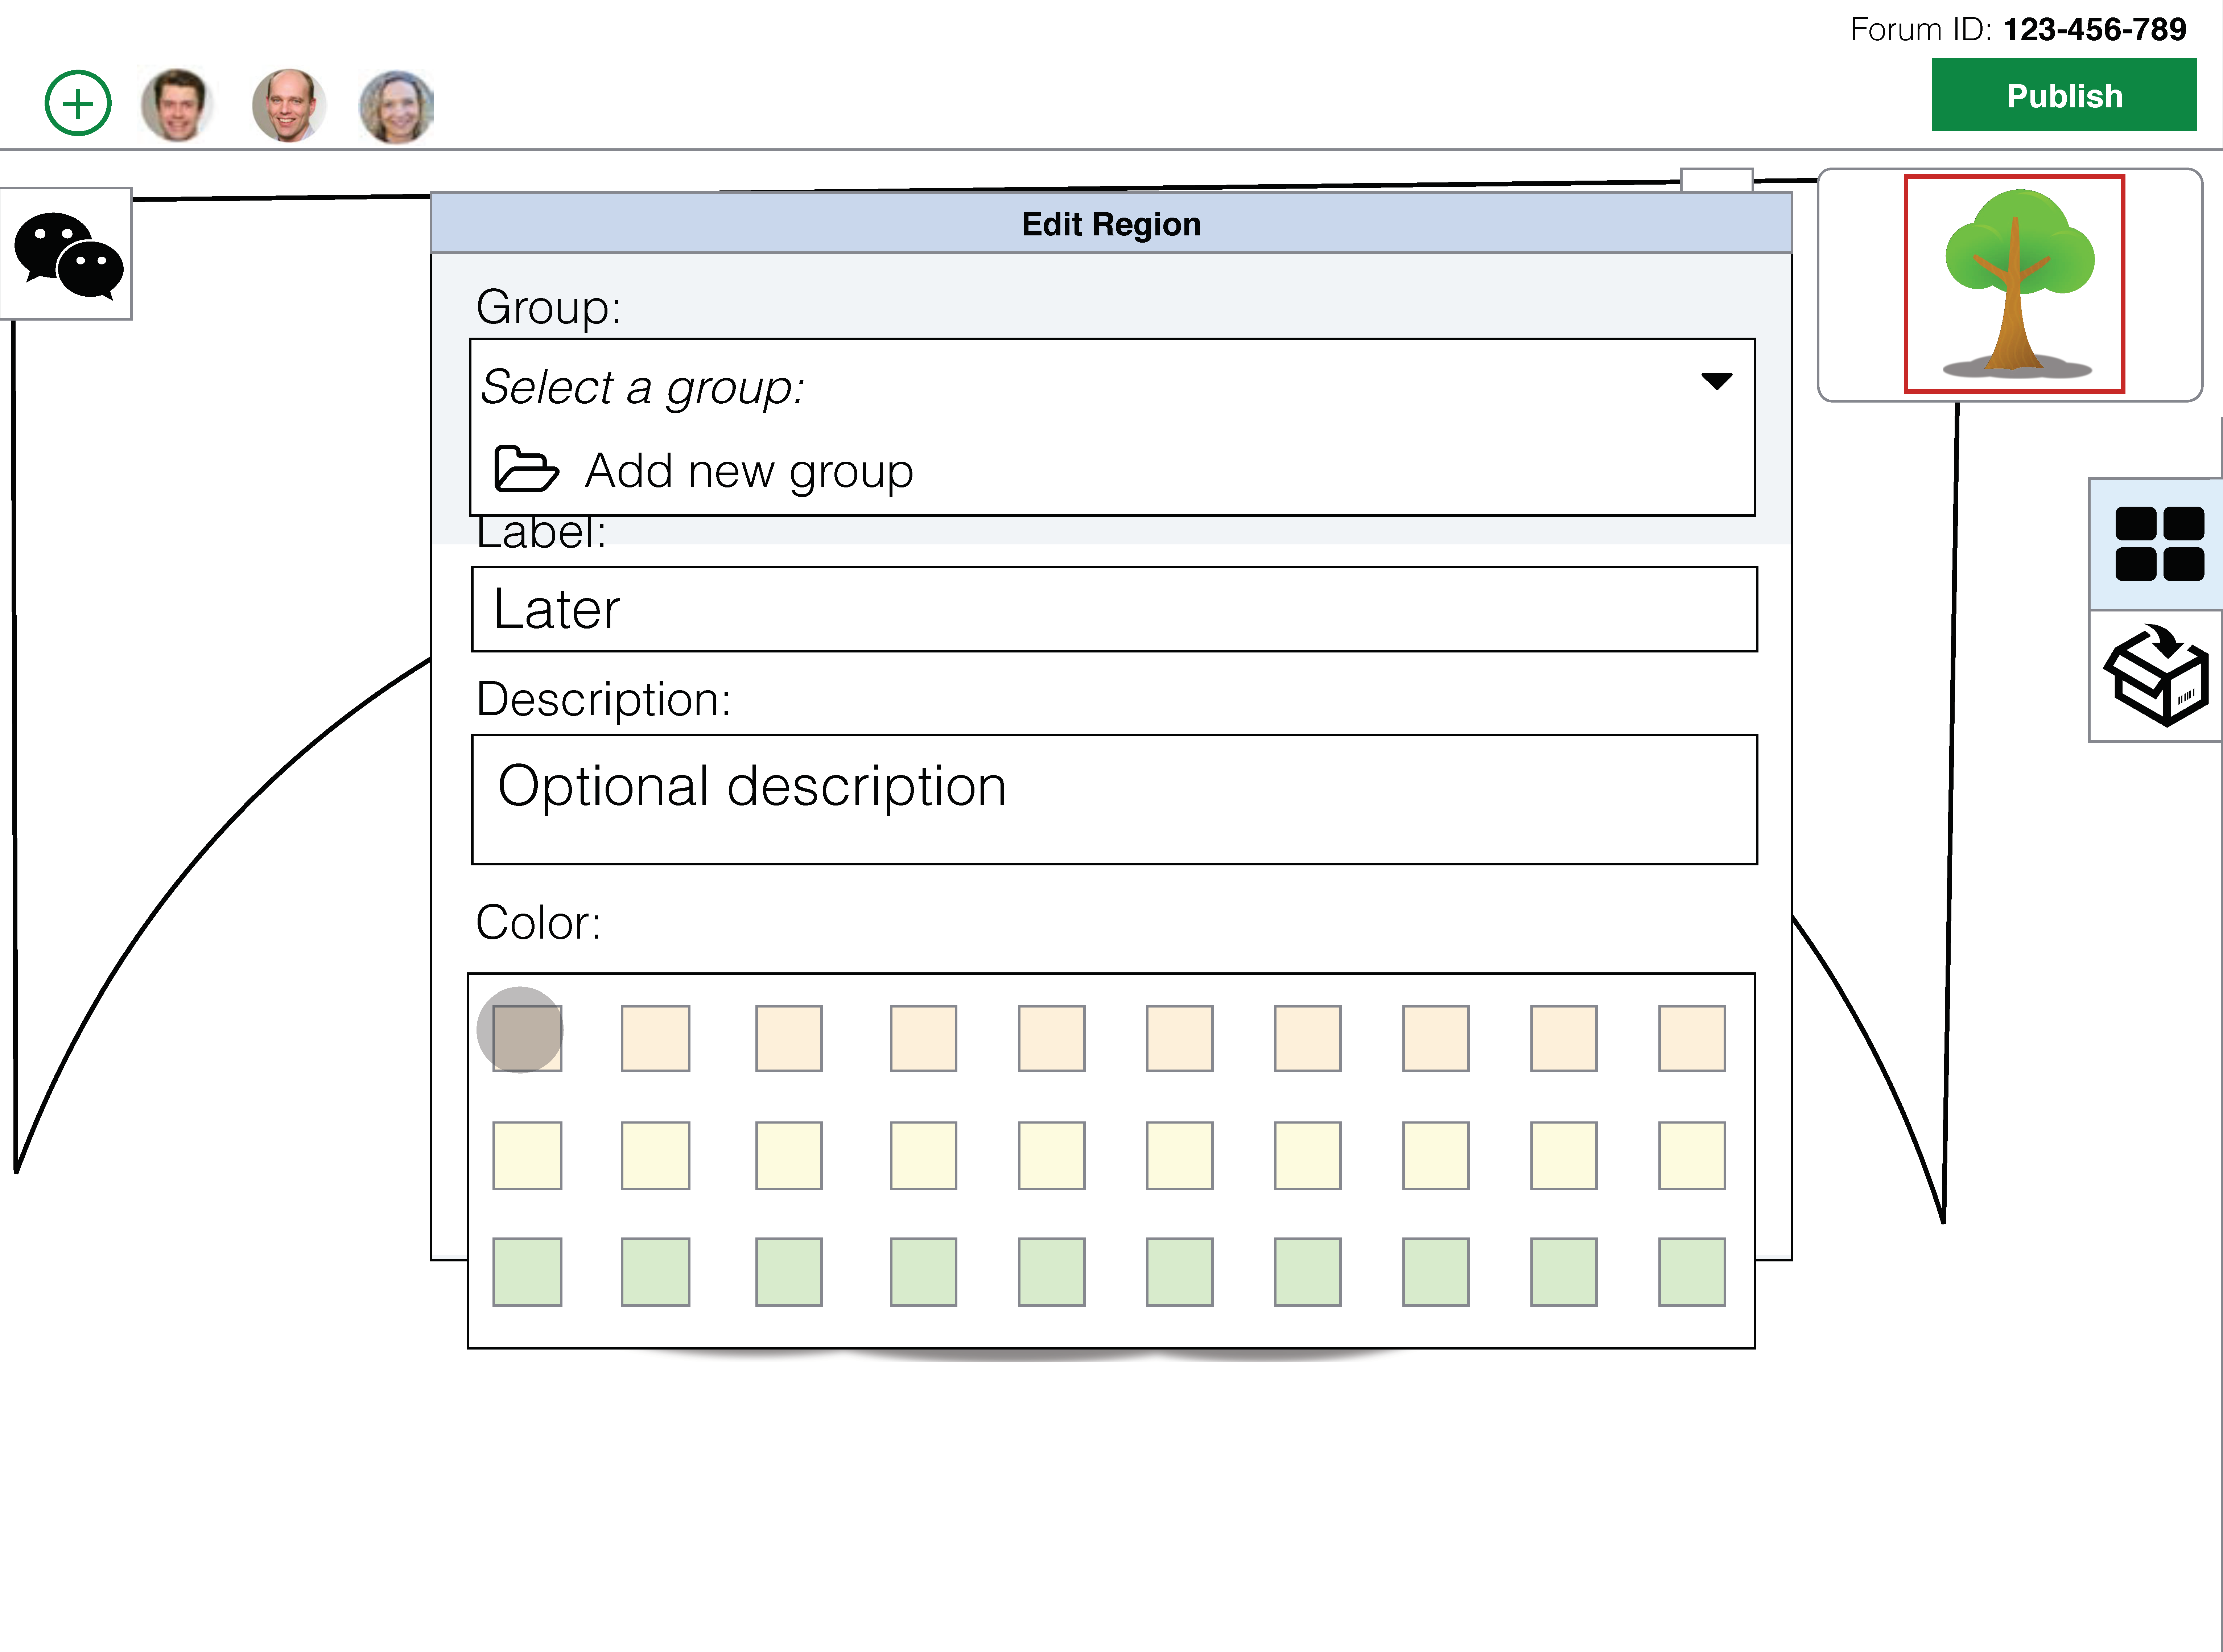 Forum ID: 123-456-789
Publish
Edit Region
Group:
Select a group:
Add new group
Label:
Later
Description:
Optional description
Color: